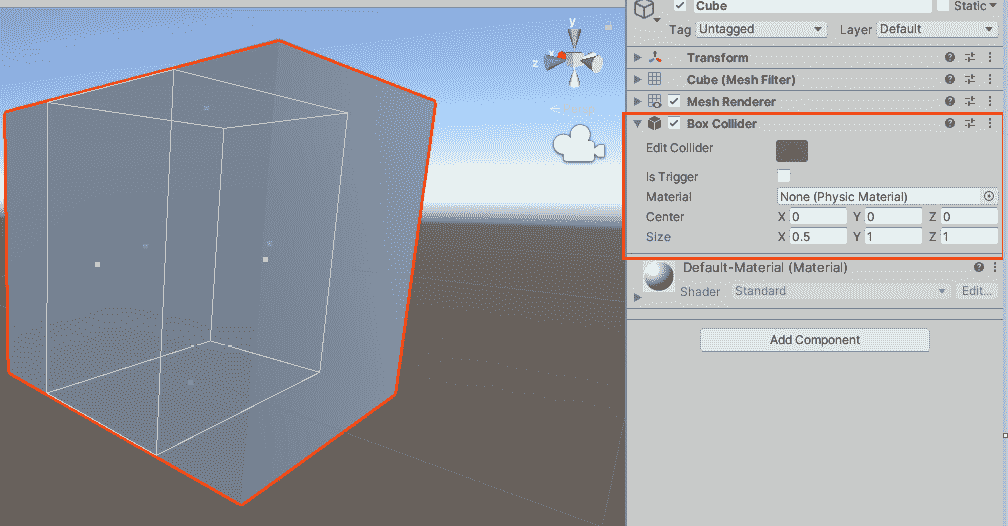 Cube
Static
Tag Untagged Layer Default
Transform
Cube (Mesh Filter)
Mesh Renderer
Box Collider
Edit Collider
Is Trigger
Material None (Physic Material)
Center X 0 Y 0 Z 0
Size X 0.5 Y 1 Z 1
Default-Material (Material)
Shader Standard Edit...
Add Component
y
z
x